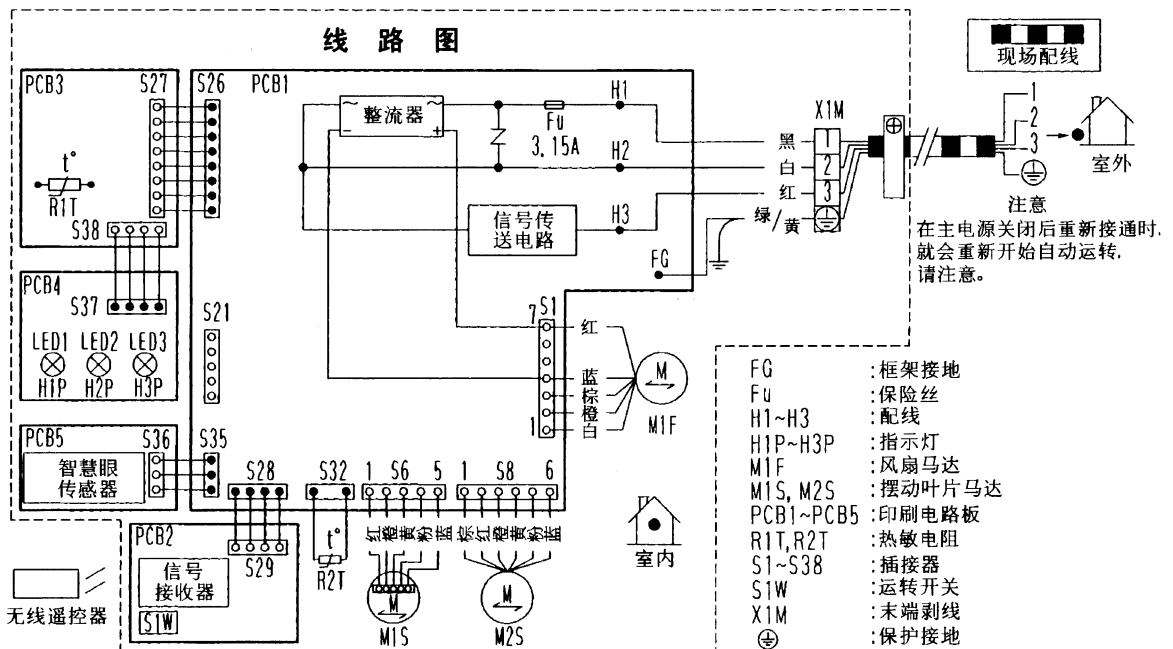 线 路 图
现场配线
PCB3
S27
S26
PCB1
t°
R1T
S38
整流器
~
~
−
+
Fu
3.15A
H1
H2
H3
信号传
送电路
FG
X1M
黑
白
红
绿/黄
1
2
3
1
2
3
室外
注意
在主电源关闭后重新接通时,
就会重新开始自动运转,
请注意。
PCB4
S37
LED1 LED2 LED3
H1P H2P H3P
S21
S1
7
1
红
蓝
棕
橙
白
M
M1F
PCB5
S36
S35
智慧眼
传感器
S28
S32
1 S6 5
1 S8 6
红橙黄粉蓝
棕红橙黄粉蓝
PCB2
S29
信号
接收器
S1W
t°
R2T
M
M1S
M
M2S
室内
无线遥控器
FG :框架接地
Fu :保险丝
H1~H3 :配线
H1P~H3P :指示灯
M1F :风扇马达
M1S, M2S :摆动叶片马达
PCB1~PCB5 :印刷电路板
R1T,R2T :热敏电阻
S1~S38 :插接器
S1W :运转开关
X1M :末端剥线
:保护接地